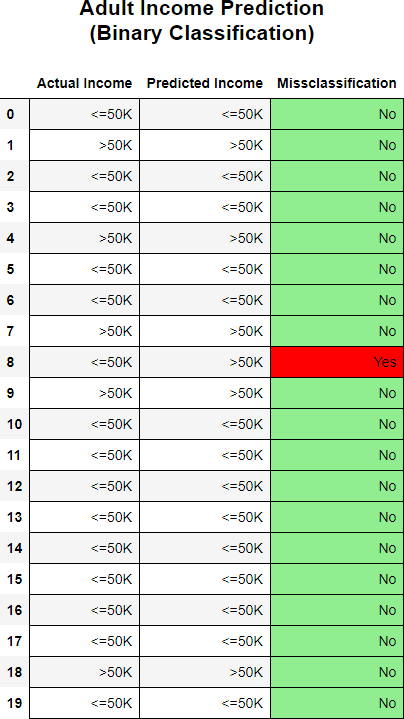 Adult Income Prediction
(Binary Classification)
Actual Income Predicted Income Missclassification
0 <=50K <=50K No
1 >50K >50K No
2 <=50K <=50K No
3 <=50K <=50K No
4 >50K >50K No
5 <=50K <=50K No
6 <=50K <=50K No
7 >50K >50K No
8 <=50K >50K Yes
9 >50K >50K No
10 <=50K <=50K No
11 <=50K <=50K No
12 <=50K <=50K No
13 <=50K <=50K No
14 <=50K <=50K No
15 <=50K <=50K No
16 <=50K <=50K No
17 <=50K <=50K No
18 >50K >50K No
19 <=50K <=50K No